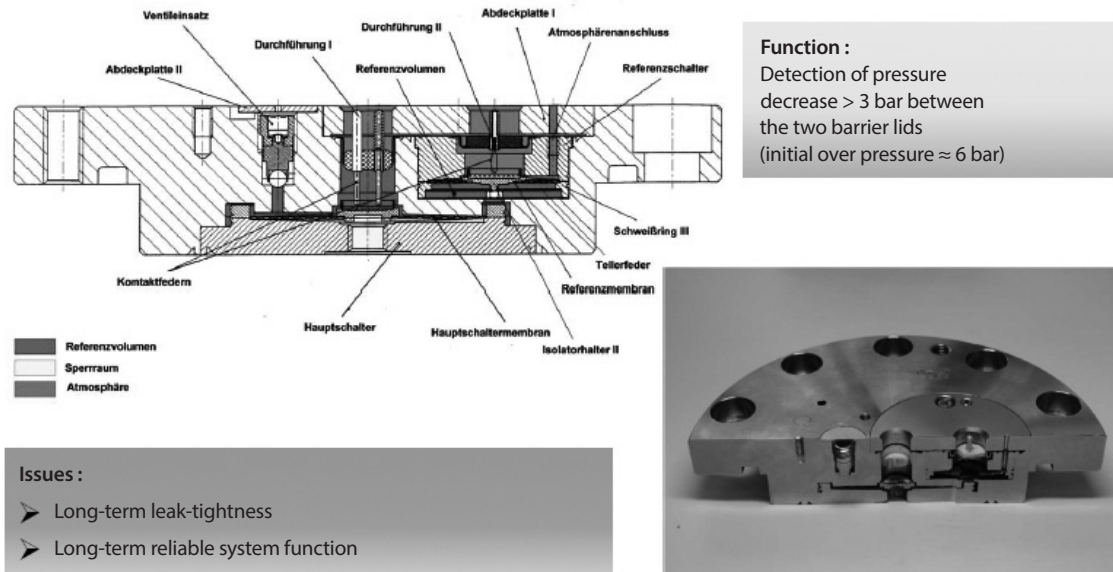 Ventileinsatz
Abdeckplatte II
Durchführung I
Durchführung II
Referenzvolumen
Abdeckplatte I
Atmosphärenanschluss
Referenzschalter
Kontaktfedern
Hauptschalter
Hauptschaltermembran
Isolatorhalter II
Referenzmembran
Tellerfeder
Schweißring III
Referenzvolumen
Sperrraum
Atmosphäre
Function :
Detection of pressure
decrease > 3 bar between
the two barrier lids
(initial over pressure ≈ 6 bar)
Issues :
➤ Long-term leak-tightness
➤ Long-term reliable system function